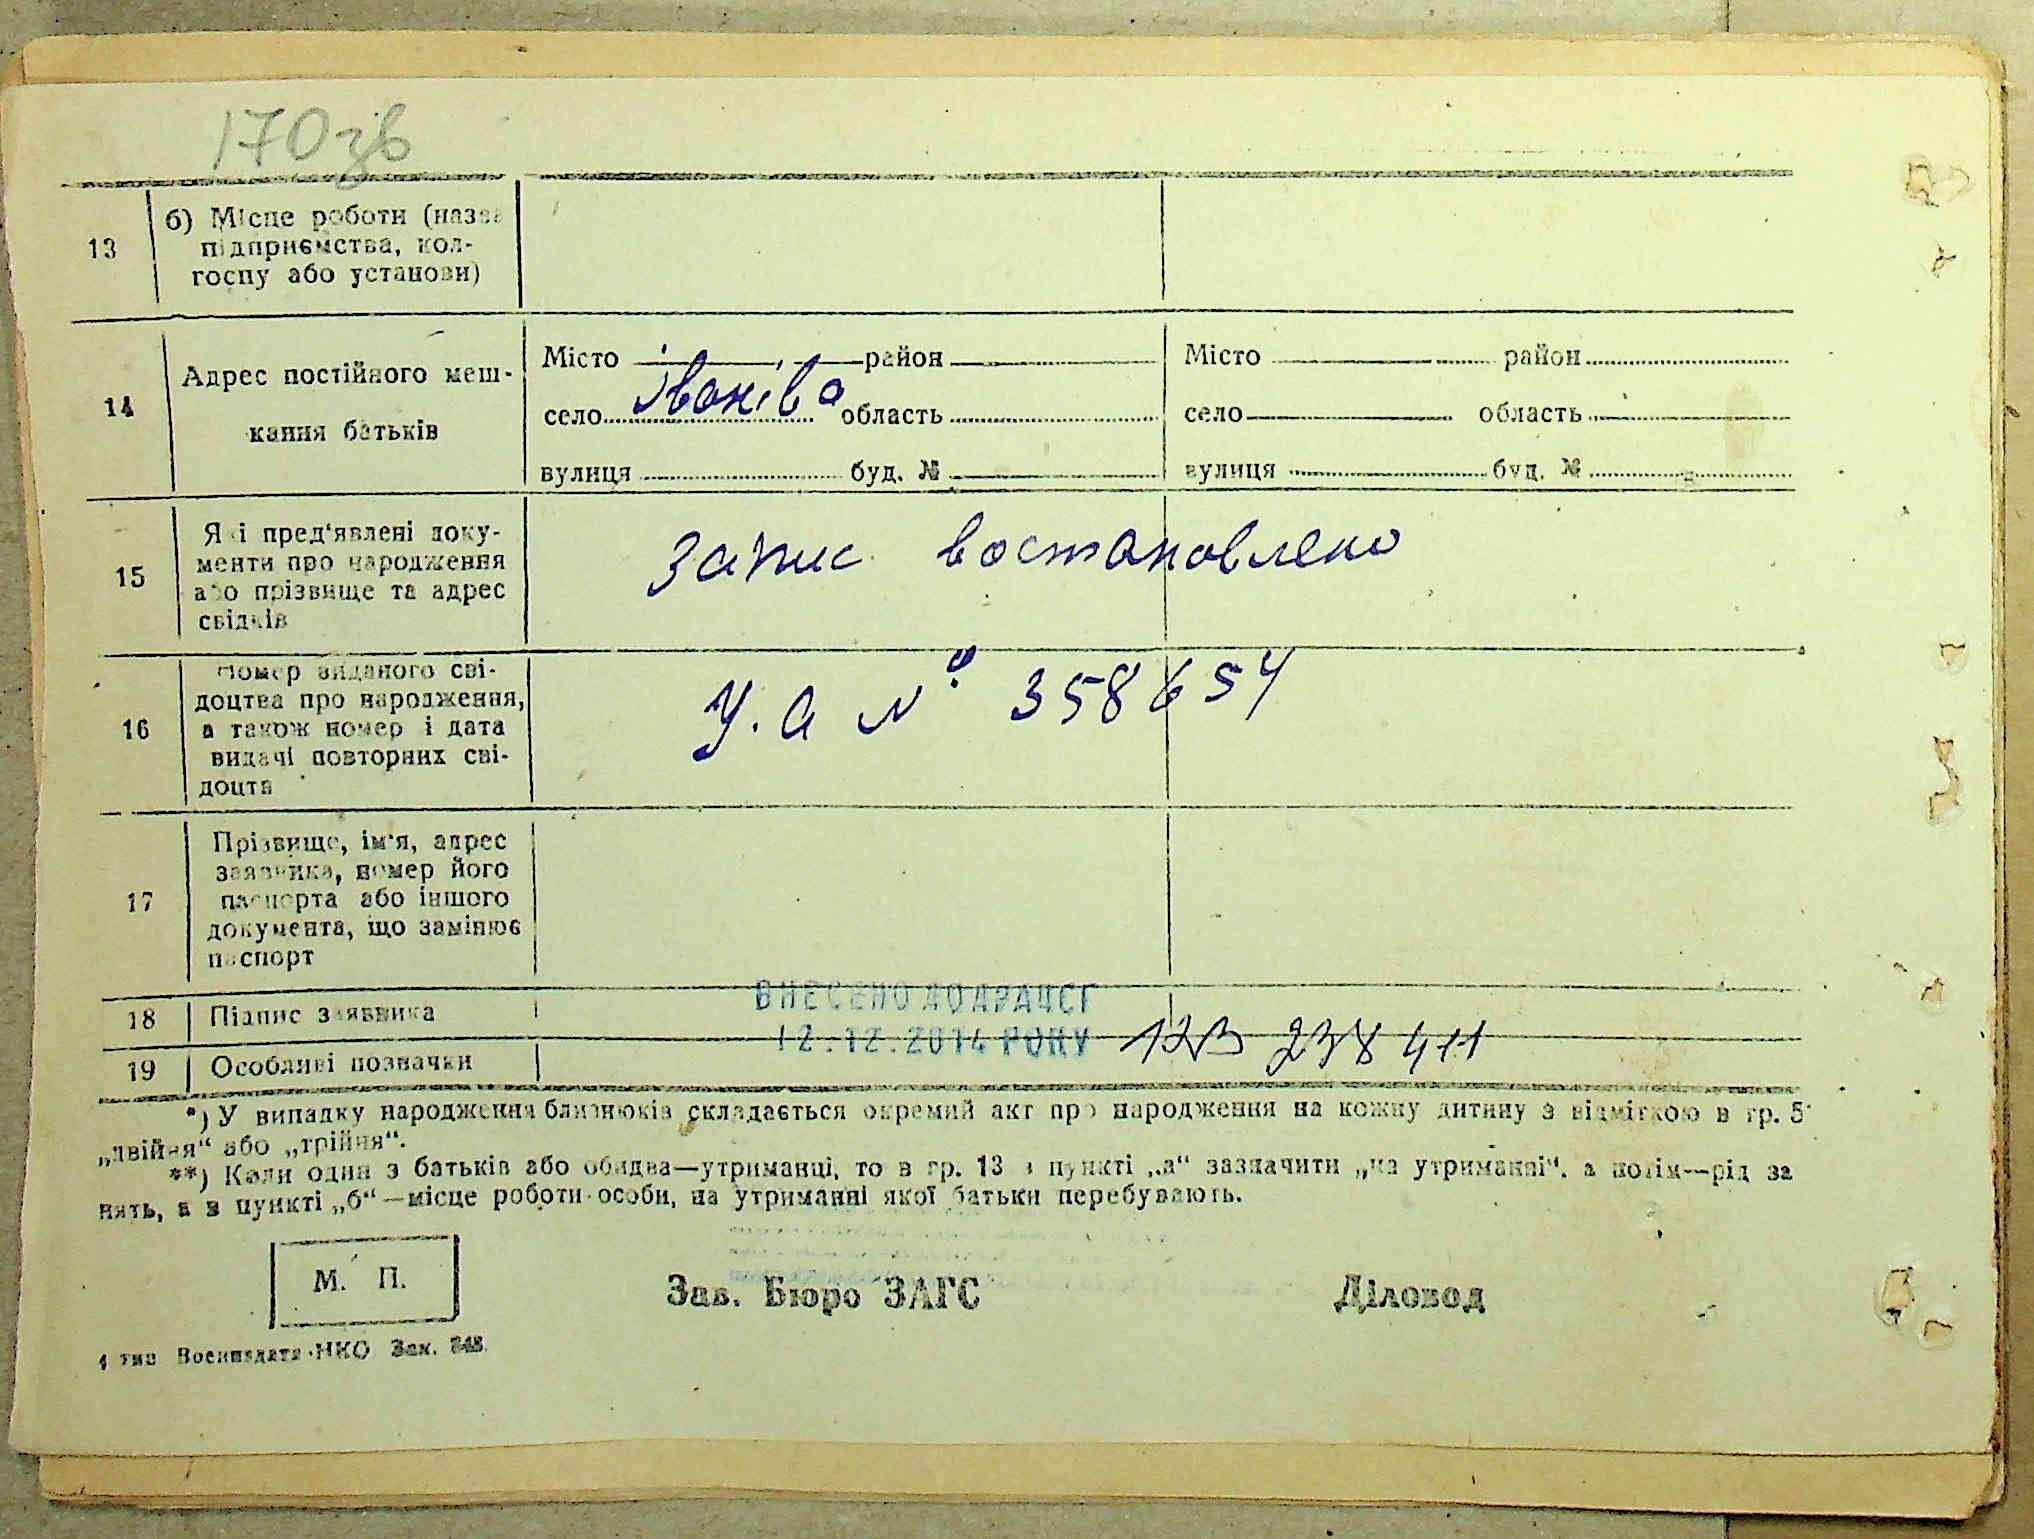 170зв
13
б) Місце роботи (назва
підприємства, кол-
госпу або установи)
14
Адрес постійного меш-
кання батьків
Місто район
село Іванківа область
вулиця буд. №
Місто район
село область
вулиця буд. №
15
Які пред'явлені доку-
менти про народження
або прізвище та адрес
свідків
Запис востановлено
16
Номер виданого сві-
доцтва про народження,
а також номер і дата
видачі повторних сві-
доцтв
У.А № 358654
17
Прізвище, ім'я, адрес
заявника, номер його
паспорта або іншого
документа, що замінює
паспорт
18
Підпис заявника
ВНЕСЕНО ДО ДРАЦСГ
12.12.2014 РОКУ
19
Особливі позначки
*) У випадку народження близнюків складається окремий акт про народження на кожну дитину з відміткою в гр. 5
„двійня“ або „трійня“.
**) Коли один з батьків або обидва—утриманці, то в гр. 13 в пункті „а“ зазначити „на утриманні“, а потім—рід за
нять, а в пункті „б“—місце роботи особи, на утриманні якої батьки перебувають.
М. П.
Зав. Бюро ЗАГС
Діловод
4 тип Воениздата НКО Зак.